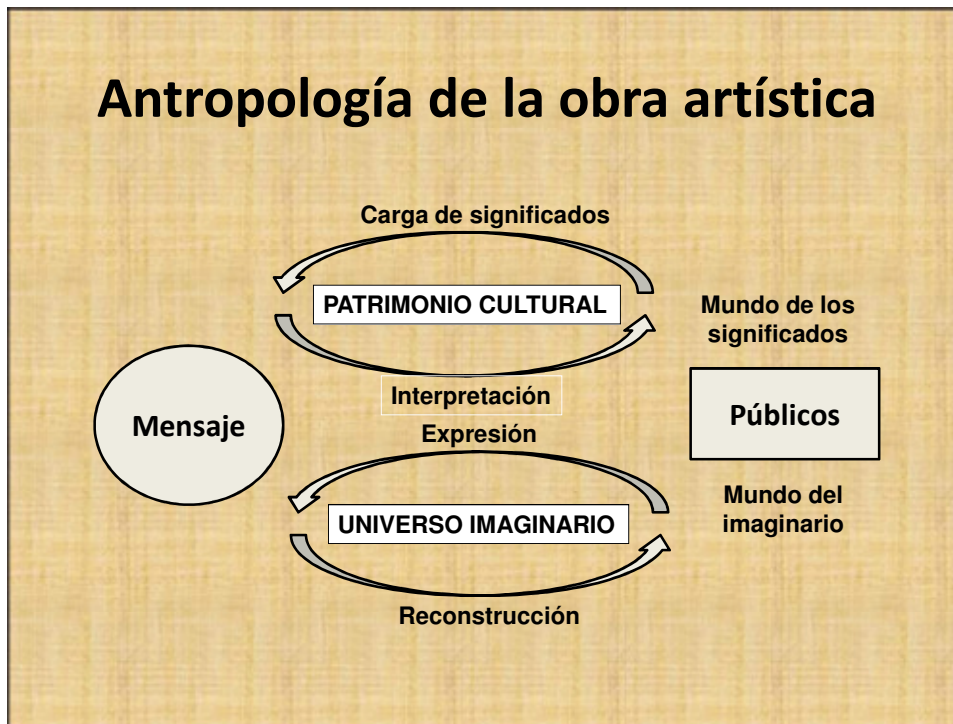 Antropología de la obra artística
Carga de significados
PATRIMONIO CULTURAL
Mundo de los
significados
Interpretación
Mensaje
Públicos
Expresión
Mundo del
imaginario
UNIVERSO IMAGINARIO
Reconstrucción